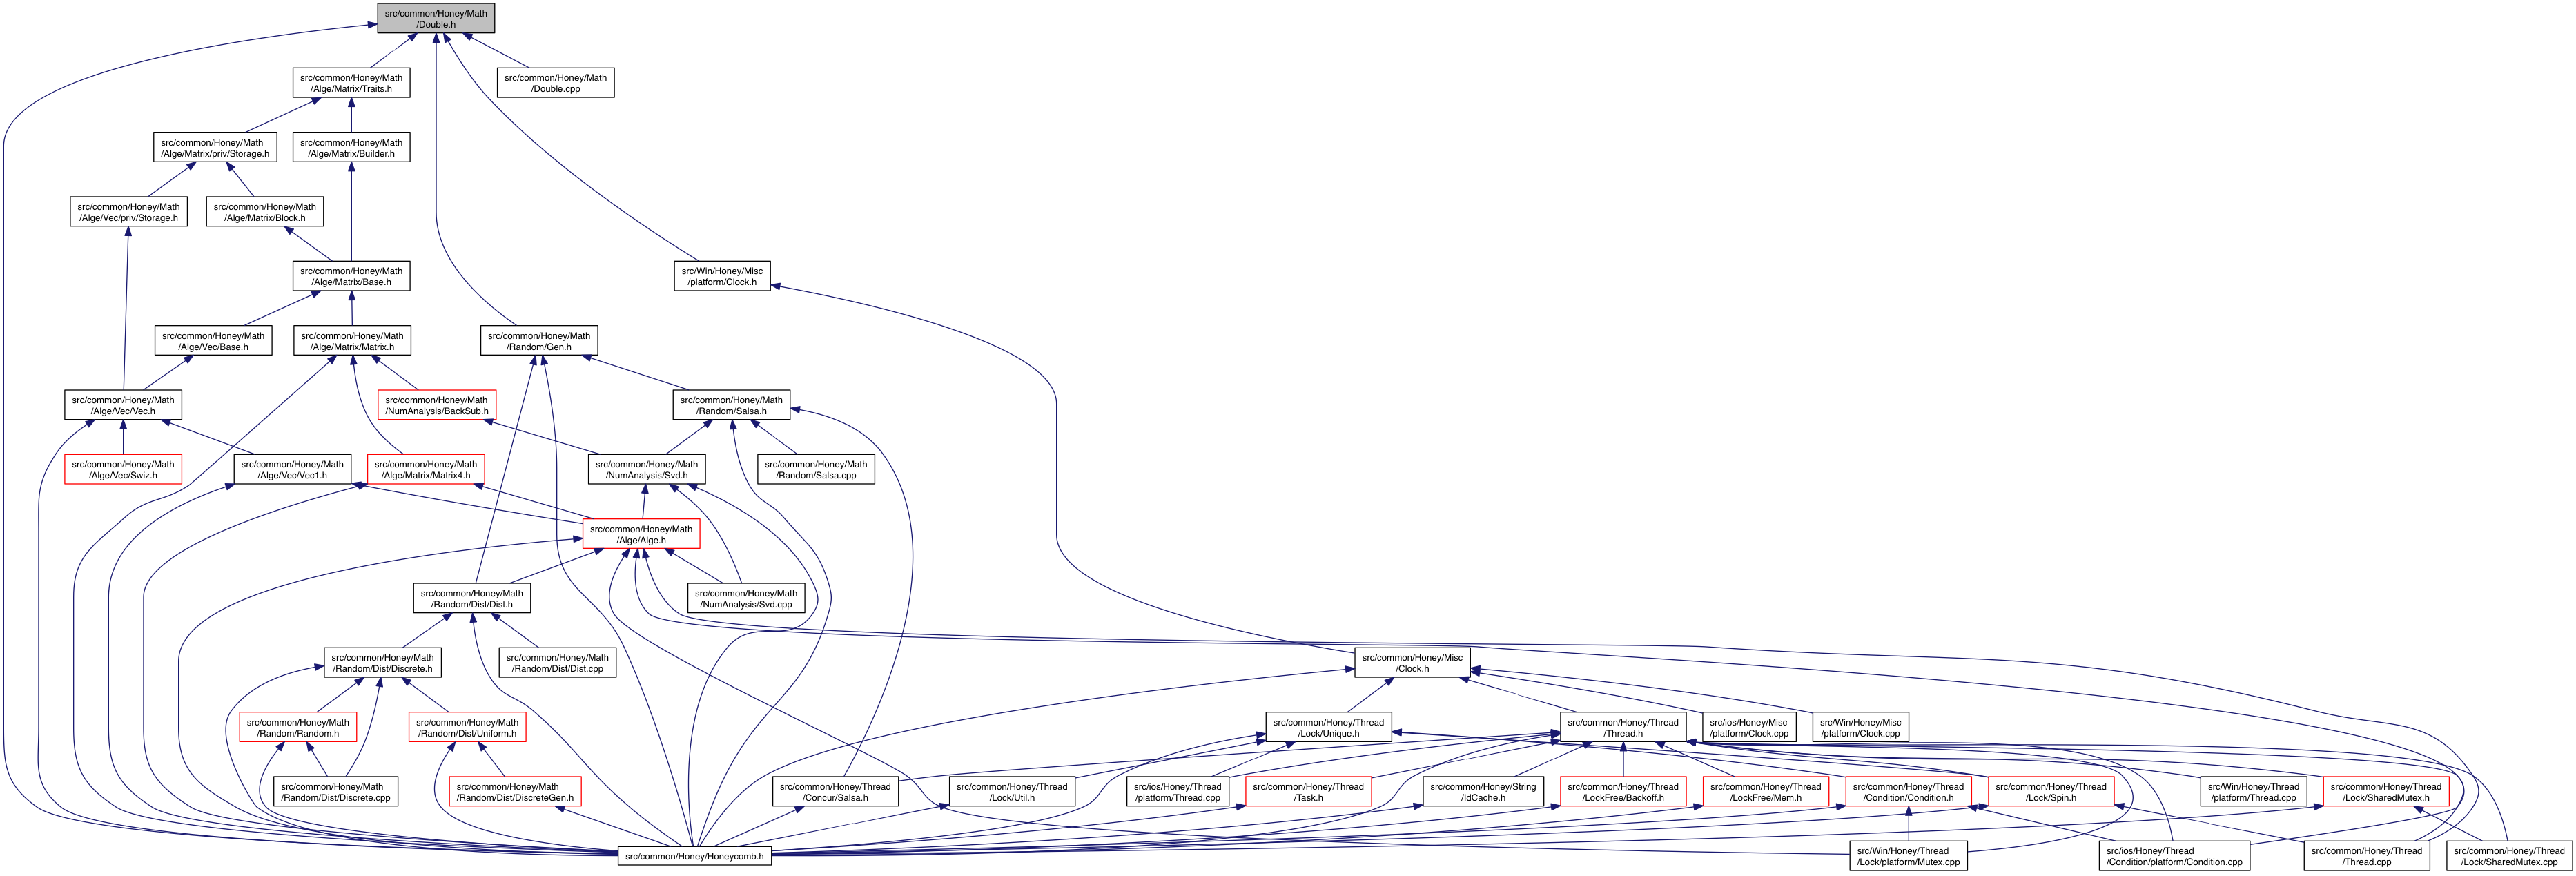 src/common/Honey/Math
/Double.h
src/common/Honey/Math
/Alge/Matrix/Traits.h
src/common/Honey/Math
/Double.cpp
src/common/Honey/Math
/Alge/Matrix/priv/Storage.h
src/common/Honey/Math
/Alge/Matrix/Builder.h
src/common/Honey/Math
/Alge/Vec/priv/Storage.h
src/common/Honey/Math
/Alge/Matrix/Block.h
src/common/Honey/Math
/Alge/Matrix/Base.h
src/Win/Honey/Misc
/platform/Clock.h
src/common/Honey/Math
/Alge/Vec/Base.h
src/common/Honey/Math
/Alge/Matrix/Matrix.h
src/common/Honey/Math
/Random/Gen.h
src/common/Honey/Math
/Alge/Vec/Vec.h
src/common/Honey/Math
/NumAnalysis/BackSub.h
src/common/Honey/Math
/Random/Salsa.h
src/common/Honey/Math
/Alge/Vec/Swiz.h
src/common/Honey/Math
/Alge/Vec/Vec1.h
src/common/Honey/Math
/Alge/Matrix/Matrix4.h
src/common/Honey/Math
/NumAnalysis/Svd.h
src/common/Honey/Math
/Random/Salsa.cpp
src/common/Honey/Math
/Alge/Alge.h
src/common/Honey/Math
/Random/Dist/Dist.h
src/common/Honey/Math
/NumAnalysis/Svd.cpp
src/common/Honey/Math
/Random/Dist/Discrete.h
src/common/Honey/Math
/Random/Dist/Dist.cpp
src/common/Honey/Misc
/Clock.h
src/common/Honey/Math
/Random/Random.h
src/common/Honey/Math
/Random/Dist/Uniform.h
src/common/Honey/Thread
/Lock/Unique.h
src/common/Honey/Thread
/Thread.h
src/ios/Honey/Misc
/platform/Clock.cpp
src/Win/Honey/Misc
/platform/Clock.cpp
src/common/Honey/Math
/Random/Dist/Discrete.cpp
src/common/Honey/Math
/Random/Dist/DiscreteGen.h
src/common/Honey/Thread
/Concur/Salsa.h
src/common/Honey/Thread
/Lock/Util.h
src/ios/Honey/Thread
/platform/Thread.cpp
src/common/Honey/Thread
/Task.h
src/common/Honey/String
/IdCache.h
src/common/Honey/Thread
/LockFree/Backoff.h
src/common/Honey/Thread
/LockFree/Mem.h
src/common/Honey/Thread
/Condition/Condition.h
src/common/Honey/Thread
/Lock/Spin.h
src/Win/Honey/Thread
/platform/Thread.cpp
src/common/Honey/Thread
/Lock/SharedMutex.h
src/common/Honey/Honeycomb.h
src/Win/Honey/Thread
/Lock/platform/Mutex.cpp
src/ios/Honey/Thread
/Condition/platform/Condition.cpp
src/common/Honey/Thread
/Thread.cpp
src/common/Honey/Thread
/Lock/SharedMutex.cpp